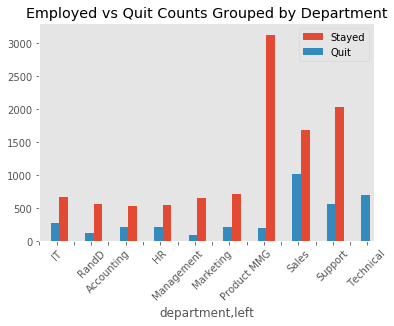 Employed vs Quit Counts Grouped by Department
Stayed
Quit
3000
2500
2000
1500
1000
500
0
IT
RandD
Accounting
HR
Management
Marketing
Product MMG
Sales
Support
Technical
department,left